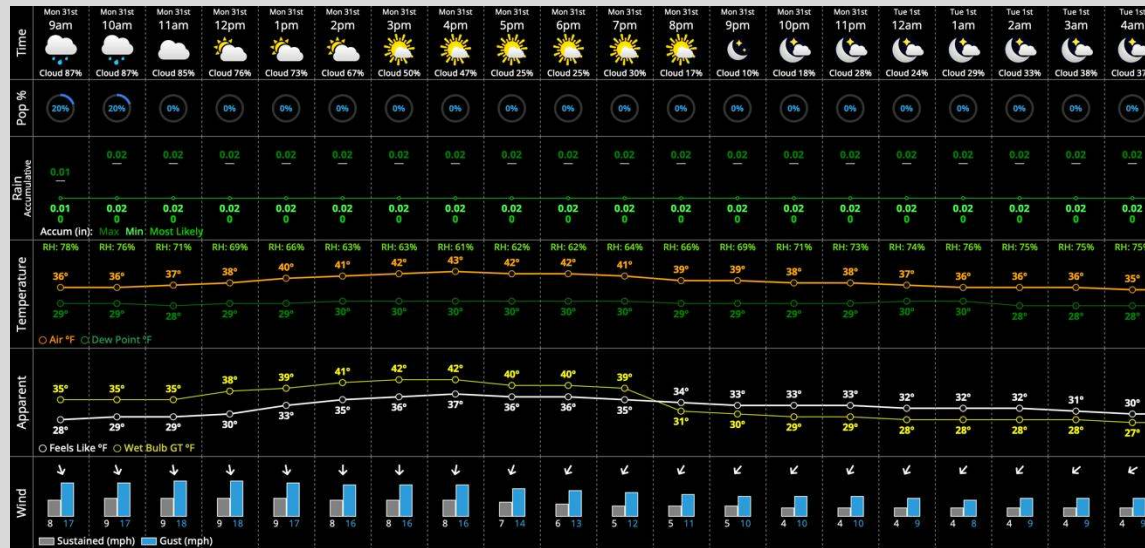 Time
Mon 31st Mon 31st Mon 31st Mon 31st Mon 31st Mon 31st Mon 31st Mon 31st Mon 31st Mon 31st Mon 31st Mon 31st Mon 31st Mon 31st Mon 31st Tue 1st Tue 1st Tue 1st Tue 1st Tue 1st
9am 10am 11am 12pm 1pm 2pm 3pm 4pm 5pm 6pm 7pm 8pm 9pm 10pm 11pm 12am 1am 2am 3am 4am
Cloud 87% Cloud 87% Cloud 85% Cloud 76% Cloud 73% Cloud 67% Cloud 50% Cloud 47% Cloud 25% Cloud 25% Cloud 30% Cloud 17% Cloud 10% Cloud 18% Cloud 28% Cloud 24% Cloud 29% Cloud 33% Cloud 38% Cloud 37
Pop %
20% 20% 0% 0% 0% 0% 0% 0% 0% 0% 0% 0% 0% 0% 0% 0% 0% 0% 0% 0%
Rain
Accumulative
0.01 0.02 0.02 0.02 0.02 0.02 0.02 0.02 0.02 0.02 0.02 0.02 0.02 0.02 0.02 0.02 0.02 0.02 0.02 0.02
0.01 0.02 0.02 0.02 0.02 0.02 0.02 0.02 0.02 0.02 0.02 0.02 0.02 0.02 0.02 0.02 0.02 0.02 0.02 0.02
0 0 0 0 0 0 0 0 0 0 0 0 0 0 0 0 0 0 0 0
Accum (in): Max Min Most Likely
Temperature
RH: 78% RH: 76% RH: 71% RH: 69% RH: 66% RH: 63% RH: 63% RH: 61% RH: 62% RH: 62% RH: 64% RH: 66% RH: 69% RH: 71% RH: 73% RH: 74% RH: 76% RH: 75% RH: 75% RH: 75%
36° 36° 37° 38° 40° 41° 42° 43° 42° 42° 41° 39° 39° 38° 38° 37° 36° 36° 36° 35°
29° 29° 28° 29° 29° 30° 30° 30° 30° 30° 30° 29° 29° 29° 29° 30° 30° 28° 28° 28°
Air °F Dew Point °F
Apparent
35° 35° 35° 38° 39° 41° 42° 42° 40° 40° 39° 34° 33° 33° 33° 32° 32° 32° 31° 30°
28° 29° 29° 30° 33° 35° 36° 37° 36° 36° 35° 31° 30° 29° 29° 28° 28° 28° 28° 27°
Feels Like °F Wet Bulb GT °F
Wind
8 17 9 17 9 18 9 18 9 17 8 16 8 16 8 16 7 14 6 13 5 12 5 11 5 10 4 10 4 10 4 9 4 8 4 9 4 9 4 9
Sustained (mph) Gust (mph)